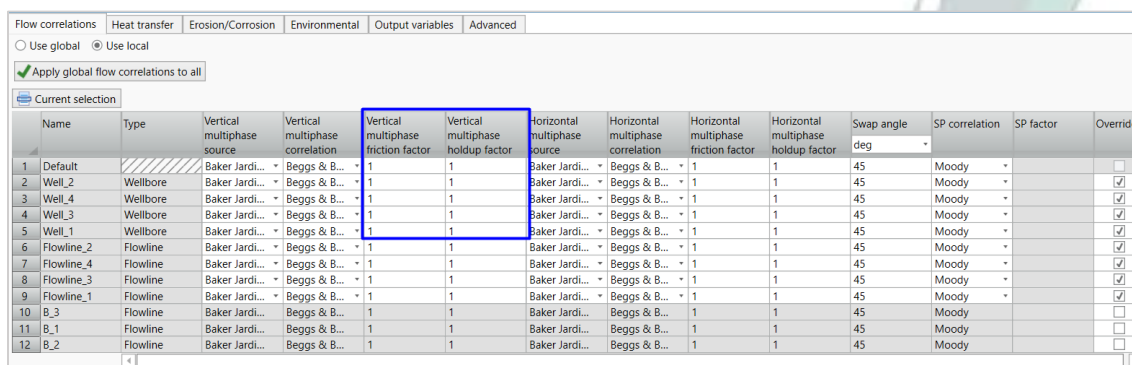 Flow correlations Heat transfer Erosion/Corrosion Environmental Output variables Advanced
Use global Use local
Apply global flow correlations to all
Current selection
Name Type Vertical multiphase source Vertical multiphase correlation Vertical multiphase friction factor Vertical multiphase holdup factor Horizontal multiphase source Horizontal multiphase correlation Horizontal multiphase friction factor Horizontal multiphase holdup factor Swap angle deg SP correlation SP factor Overrid
1 Default Baker Jardi... Beggs & B... 1 1 Baker Jardi... Beggs & B... 1 1 45 Moody
2 Well_2 Wellbore Baker Jardi... Beggs & B... 1 1 Baker Jardi... Beggs & B... 1 1 45 Moody
3 Well_4 Wellbore Baker Jardi... Beggs & B... 1 1 Baker Jardi... Beggs & B... 1 1 45 Moody
4 Well_3 Wellbore Baker Jardi... Beggs & B... 1 1 Baker Jardi... Beggs & B... 1 1 45 Moody
5 Well_1 Wellbore Baker Jardi... Beggs & B... 1 1 Baker Jardi... Beggs & B... 1 1 45 Moody
6 Flowline_2 Flowline Baker Jardi... Beggs & B... 1 1 Baker Jardi... Beggs & B... 1 1 45 Moody
7 Flowline_4 Flowline Baker Jardi... Beggs & B... 1 1 Baker Jardi... Beggs & B... 1 1 45 Moody
8 Flowline_3 Flowline Baker Jardi... Beggs & B... 1 1 Baker Jardi... Beggs & B... 1 1 45 Moody
9 Flowline_1 Flowline Baker Jardi... Beggs & B... 1 1 Baker Jardi... Beggs & B... 1 1 45 Moody
10 B_3 Flowline Baker Jardi... Beggs & B... 1 1 Baker Jardi... Beggs & B... 1 1 45 Moody
11 B_1 Flowline Baker Jardi... Beggs & B... 1 1 Baker Jardi... Beggs & B... 1 1 45 Moody
12 B_2 Flowline Baker Jardi... Beggs & B... 1 1 Baker Jardi... Beggs & B... 1 1 45 Moody